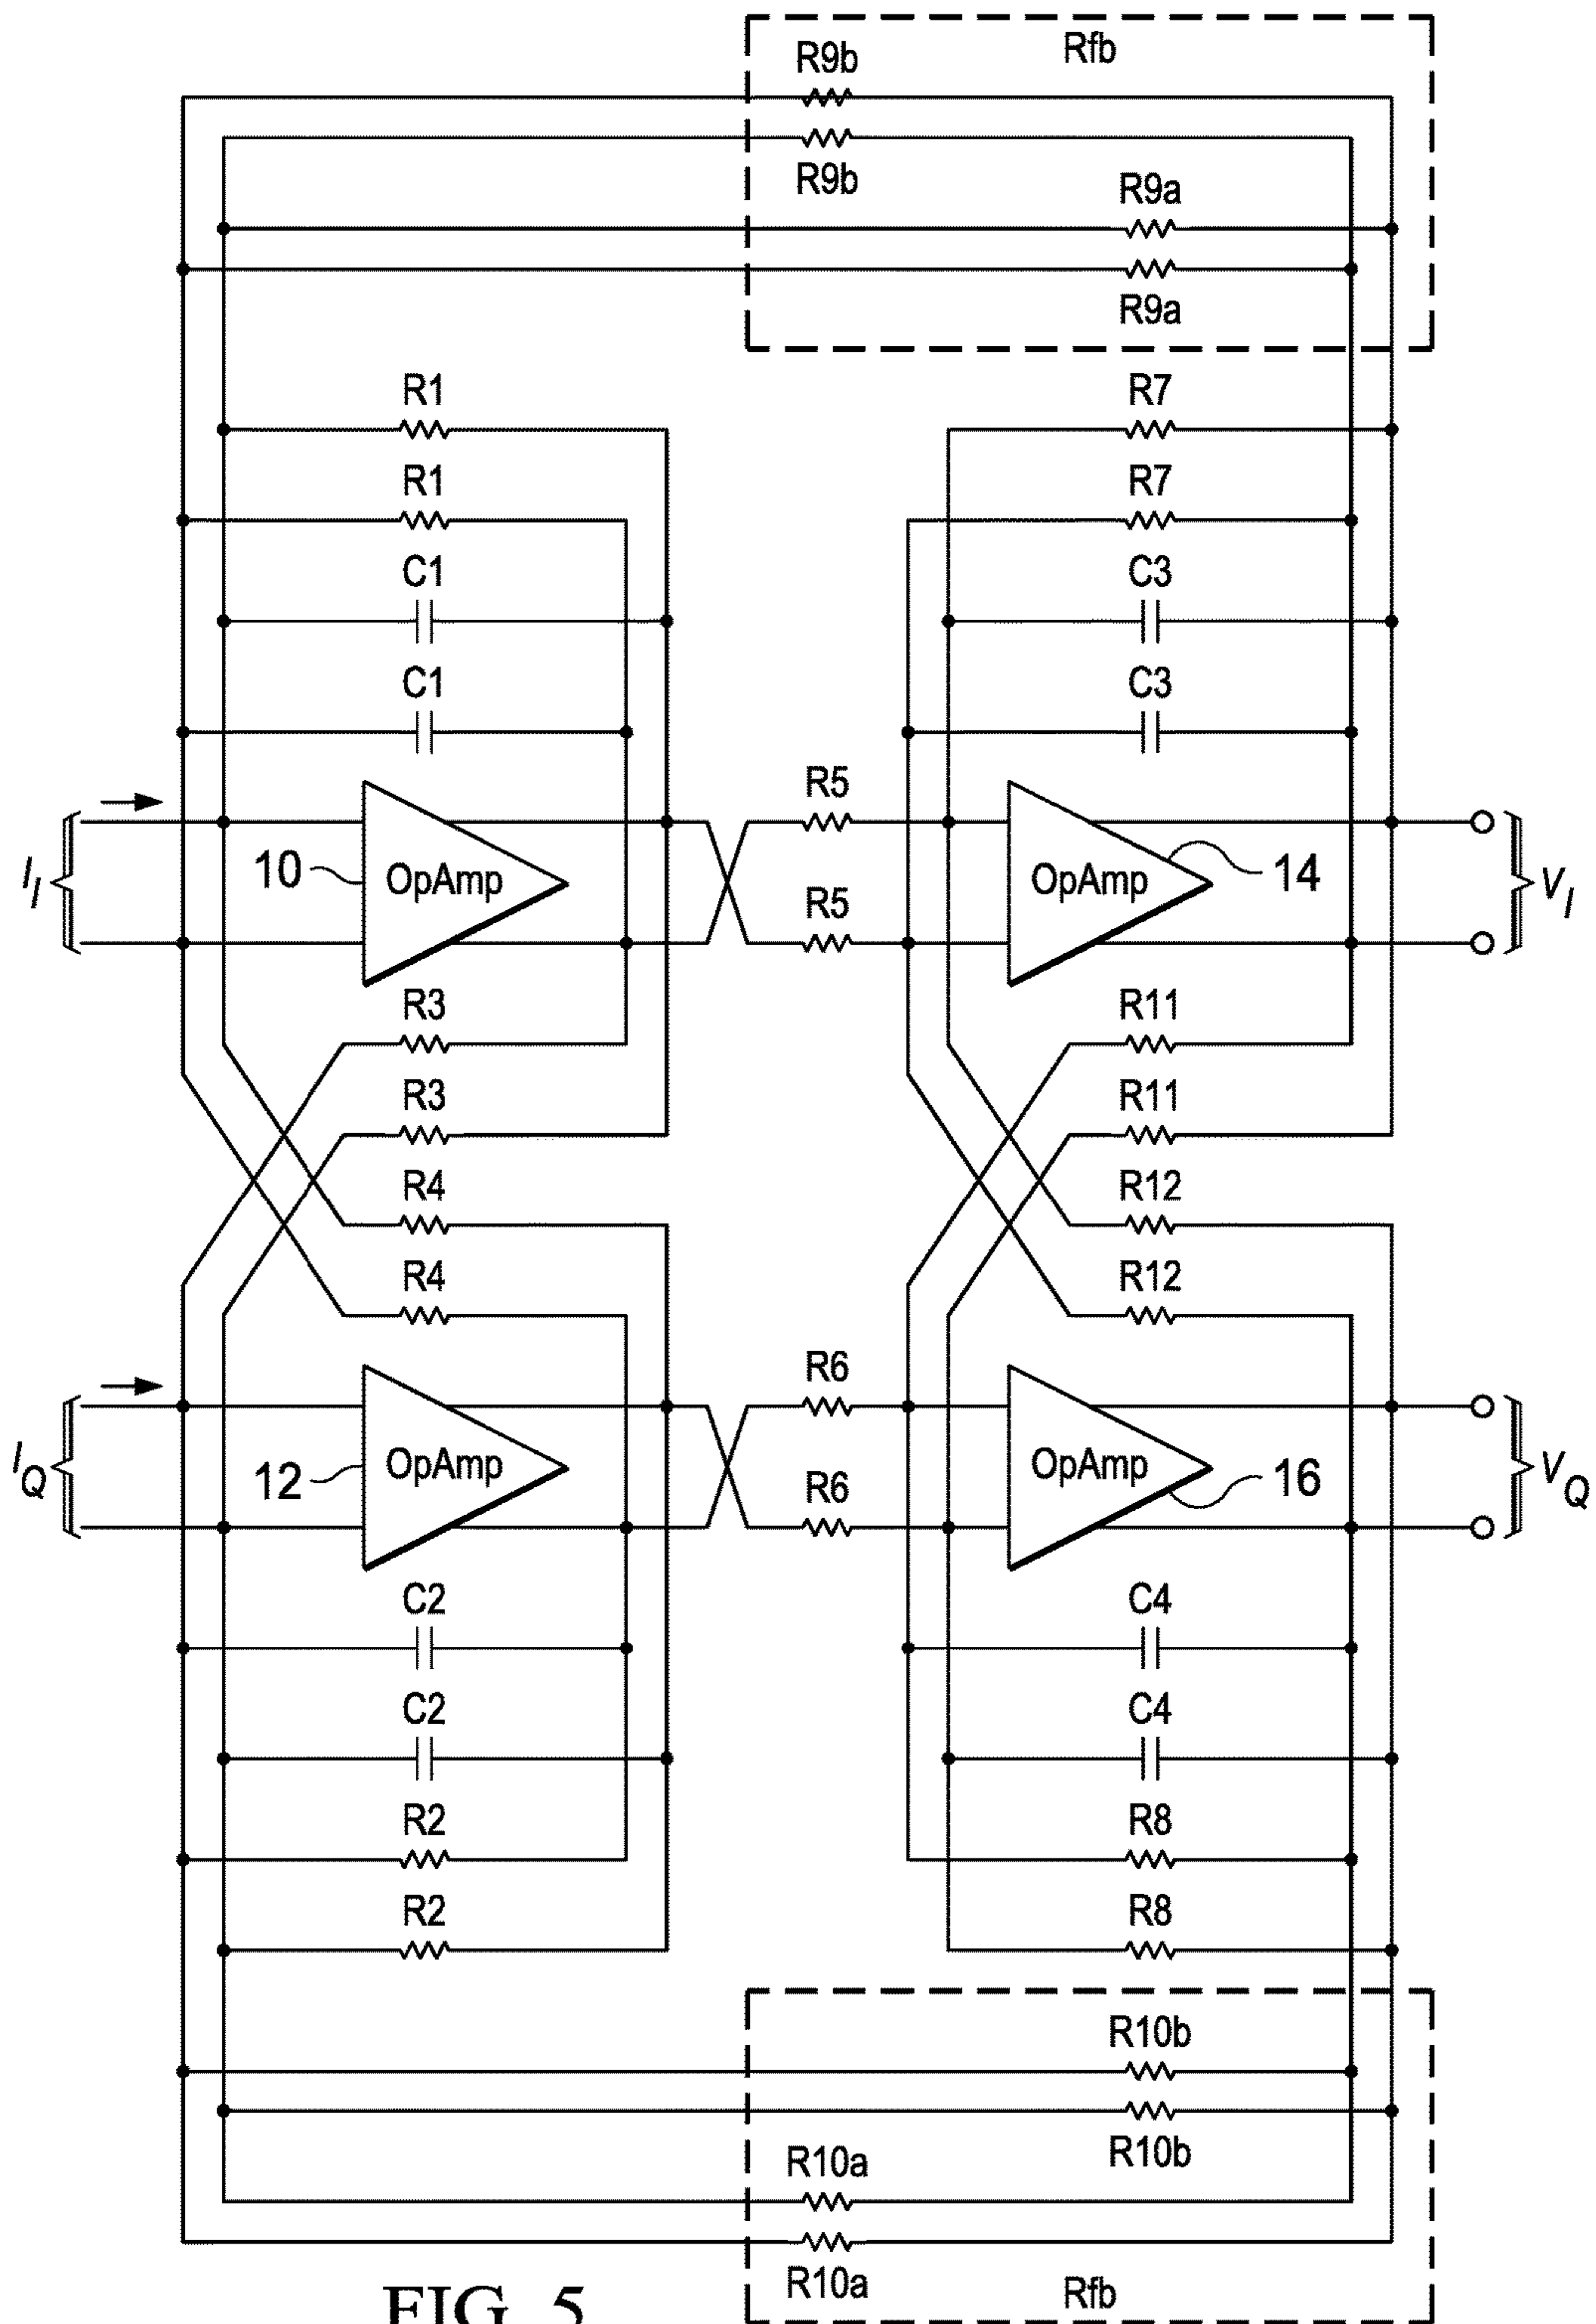 Rfb
R9b
R9b
R9a
R9a
R1
R7
R1
R7
C1
C3
C1
C3
R5
I_I
10
OpAmp
OpAmp
14
V_I
R5
R3
R11
R3
R11
R4
R12
R4
R12
R6
I_Q
12
OpAmp
OpAmp
16
V_Q
R6
C2
C4
C2
C4
R2
R8
R2
R8
R10b
R10b
R10a
R10a
Rfb
FIG. 5